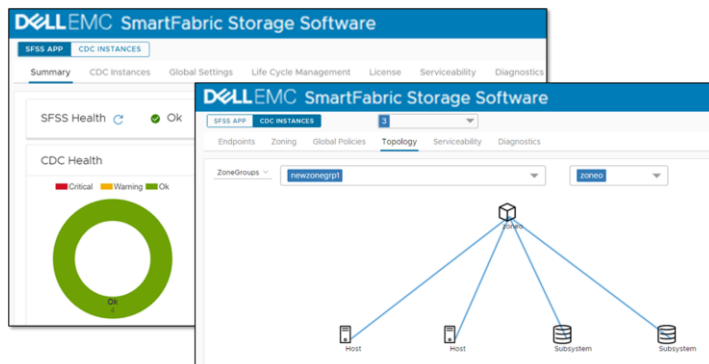 DELLEMC SmartFabric Storage Software
SFSS APP CDC INSTANCES
Summary CDC Instances Global Settings Life Cycle Management License Serviceability Diagnostics
SFSS Health Ok
CDC Health
Critical Warning Ok
Ok
4
DELLEMC SmartFabric Storage Software
SFSS APP CDC INSTANCES 3
Endpoints Zoning Global Policies Topology Serviceability Diagnostics
ZoneGroups newzonegrp1 zoneo
zoneo
Host Host Subsystem Subsystem